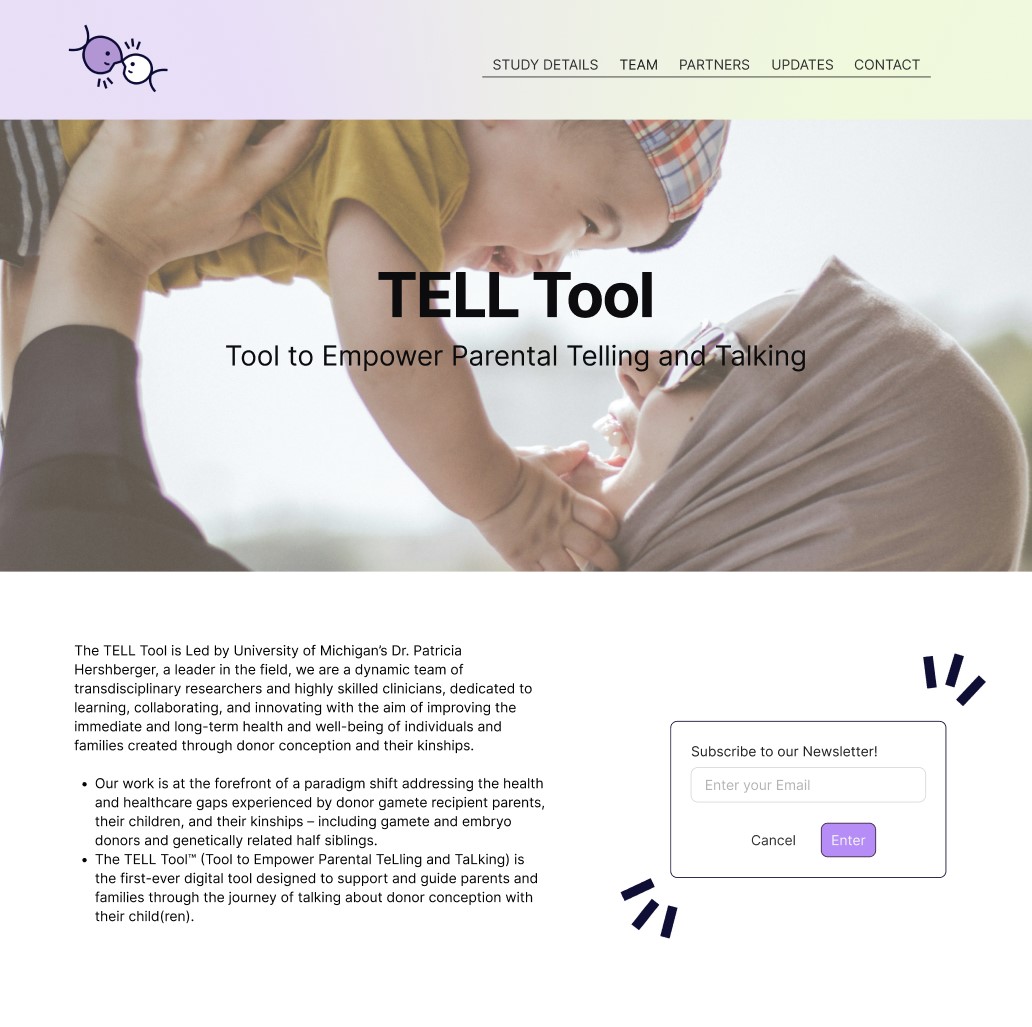 STUDY DETAILS TEAM PARTNERS UPDATES CONTACT
TELL Tool
Tool to Empower Parental Telling and Talking
The TELL Tool is Led by University of Michigan’s Dr. Patricia
Hershberger, a leader in the field, we are a dynamic team of
transdisciplinary researchers and highly skilled clinicians, dedicated to
learning, collaborating, and innovating with the aim of improving the
immediate and long-term health and well-being of individuals and
families created through donor conception and their kinships.
• Our work is at the forefront of a paradigm shift addressing the health
and healthcare gaps experienced by donor gamete recipient parents,
their children, and their kinships – including gamete and embryo
donors and genetically related half siblings.
• The TELL Tool™ (Tool to Empower Parental TeLling and TaLking) is
the first-ever digital tool designed to support and guide parents and
families through the journey of talking about donor conception with
their child(ren).
Subscribe to our Newsletter!
Enter your Email
Cancel Enter